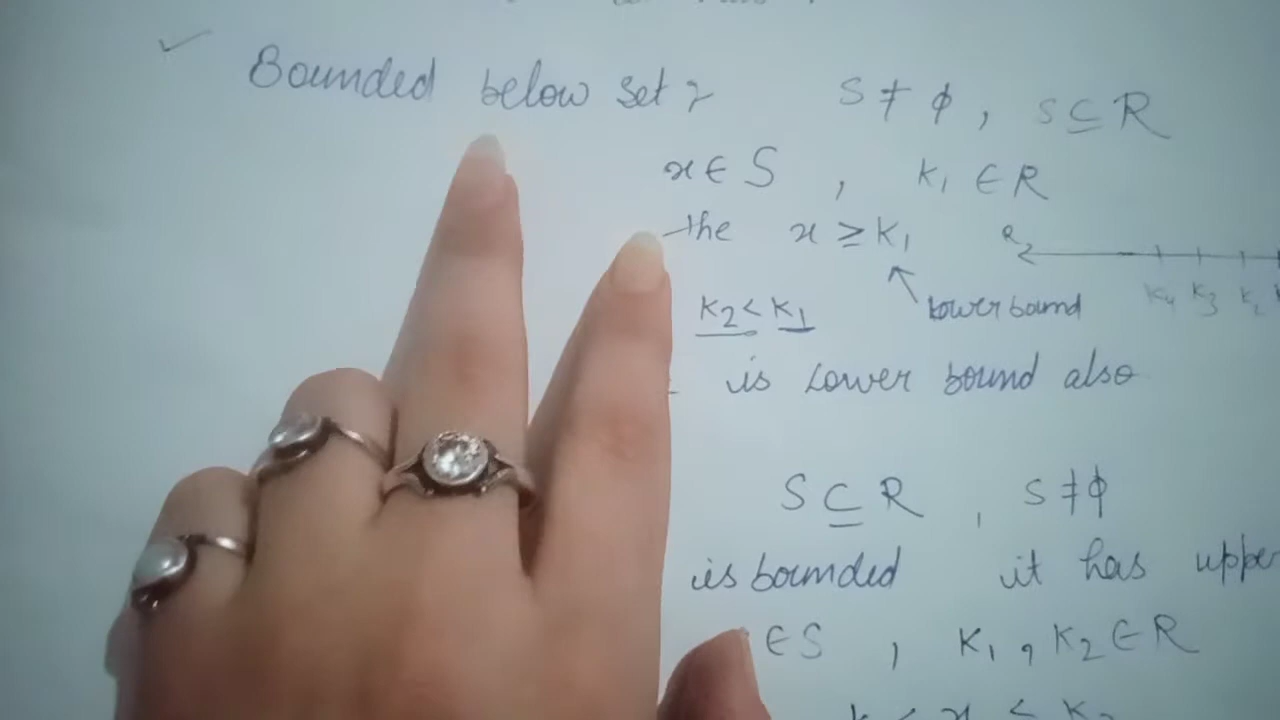 Bounded below set S ≠ ϕ, S ⊆ R
x ∈ S , K₁ ∈ R
the x ≥ K₁
K₄ K₃ K₂
K₂ < K₁ Lower bound
is Lower bound also
S ⊆ R , S ≠ ϕ
is bounded it has uppe
∈ S , K₁ , K₂ ∈ R